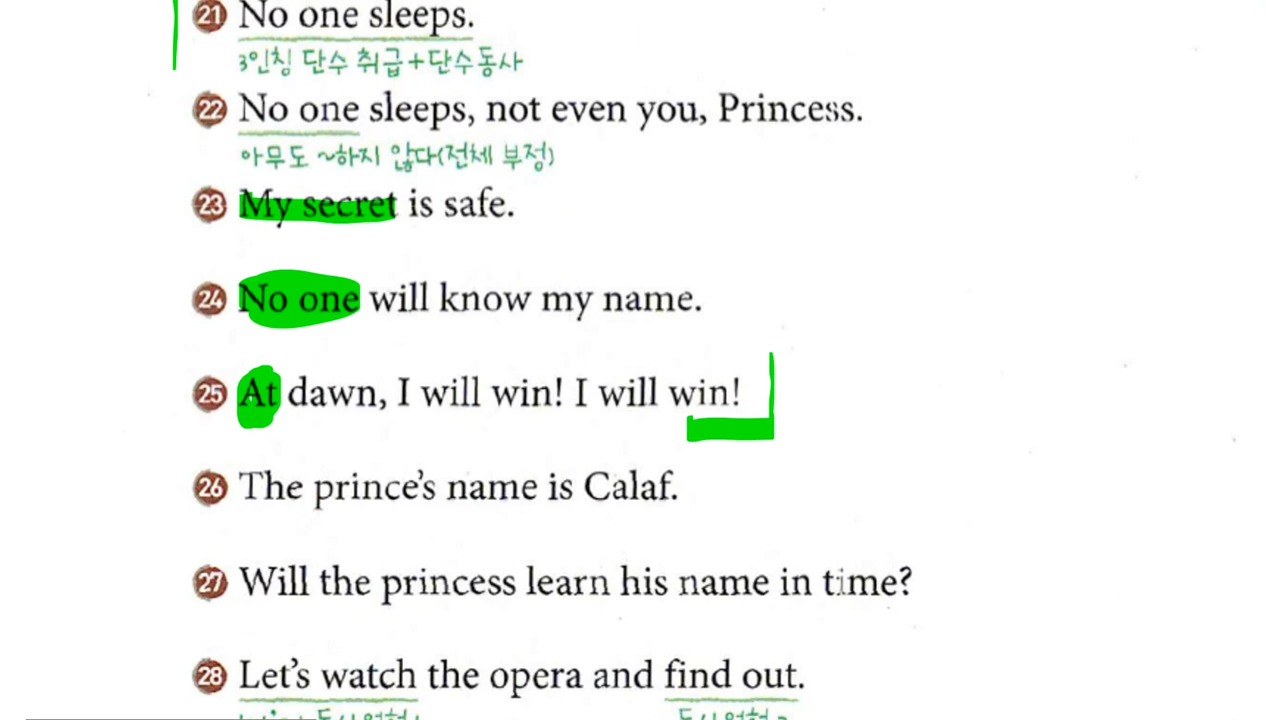 21 No one sleeps.
3인칭 단수 취급+단수동사
22 No one sleeps, not even you, Princess.
아무도 ~하지 않다(전체 부정)
23 My secret is safe.
24 No one will know my name.
25 At dawn, I will win! I will win!
26 The prince's name is Calaf.
27 Will the princess learn his name in time?
28 Let's watch the opera and find out.